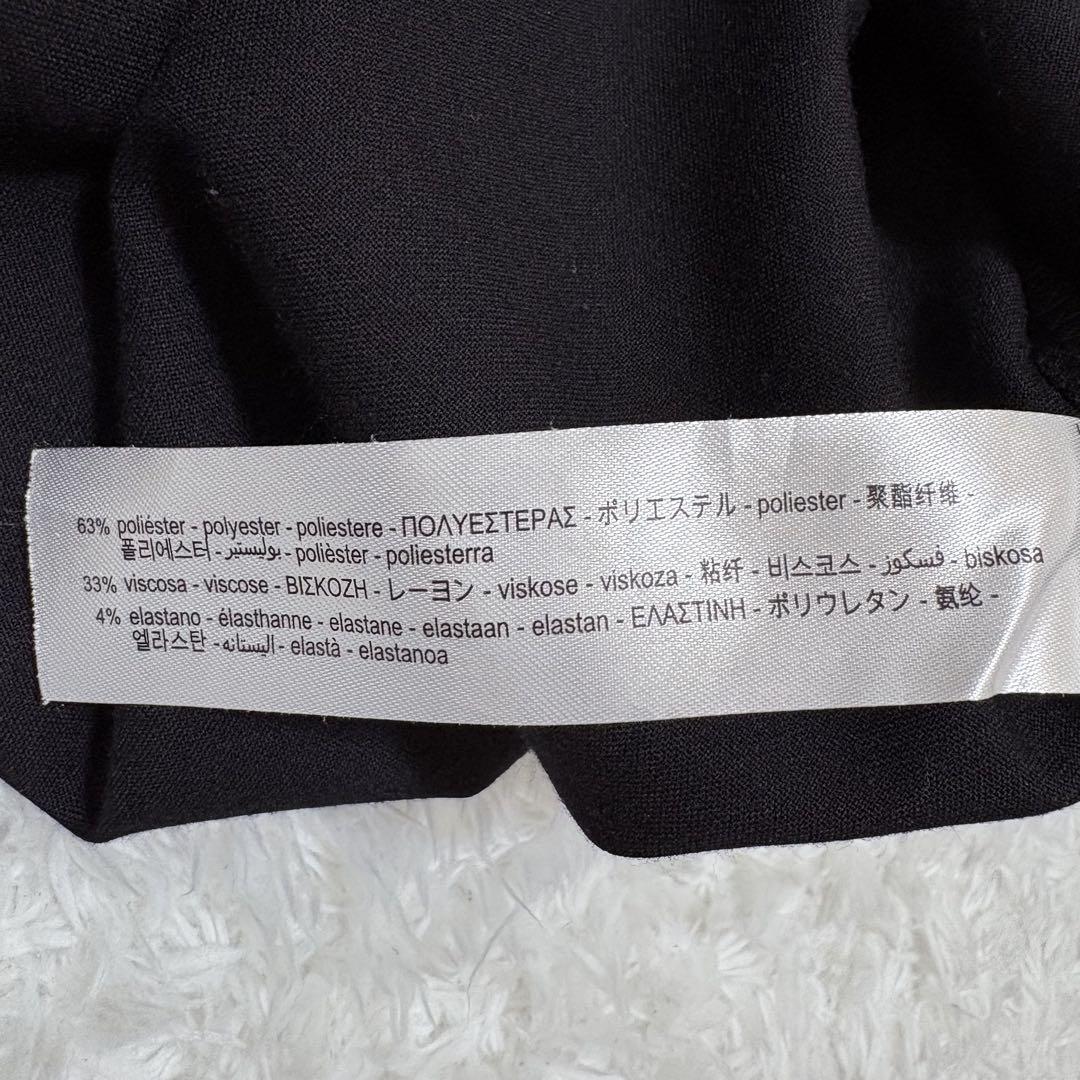 63% poliéster - polyester - poliestere - ΠΟΛΥΕΣΤΕΡΑΣ - ポリエステル - poliester - 聚酯纤维 -
폴리에스터 - بوليستير - polièster - poliesterra
33% viscosa - viscose - ΒΙΣΚΟΖΗ - レーヨン - viskose - viskoza - 粘纤 - 비스코스 - فسكوز - biskosa
4% elastano - élasthanne - elastane - elastaan - elastan - ΕΛΑΣΤΙΝΗ - ポリウレタン - 氨纶 -
엘라스탄 - اليستانه - elastà - elastanoa